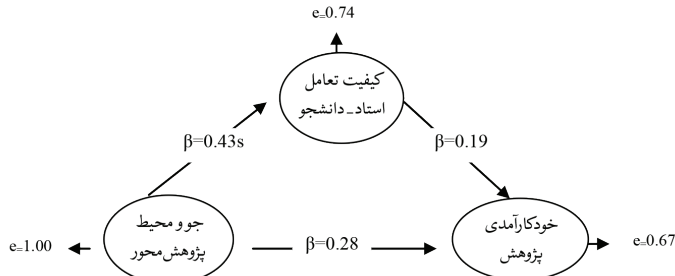 e=0.74
کیفیت تعامل
استاد-دانشجو
β=0.43s
β=0.19
جو و محیط
پژوهش‌محور
خودکارآمدی
پژوهش
e=1.00
β=0.28
e=0.67